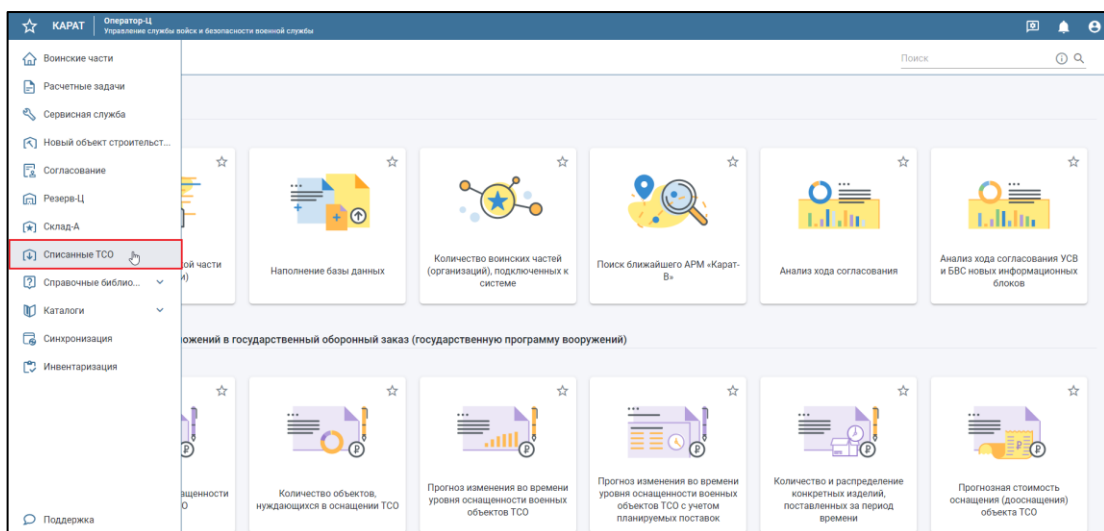 КАРАТ
Оператор-Ц
Управление службы войск и безопасности военной службы
Воинские части
Поиск
Расчетные задачи
Сервисная служба
Новый объект строительст...
Согласование
Резерв-Ц
Склад-А
Списанные ТСО
Справочные библио...
Каталоги
Синхронизация
Инвентаризация
Поддержка
ой части
)
Наполнение базы данных
Количество воинских частей
(организаций), подключенных к
системе
Поиск ближайшего АРМ «Карат-
В»
Анализ хода согласования
Анализ хода согласования УСВ
и БВС новых информационных
блоков
ожений в государственный оборонный заказ (государственную программу вооружений)
ащенности
О
Количество объектов,
нуждающихся в оснащении ТСО
Прогноз изменения во времени
уровня оснащенности военных
объектов ТСО
Прогноз изменения во времени
уровня оснащенности военных
объектов ТСО с учетом
планируемых поставок
Количество и распределение
конкретных изделий,
поставленных за период
времени
Прогнозная стоимость
оснащения (дооснащения)
объекта ТСО